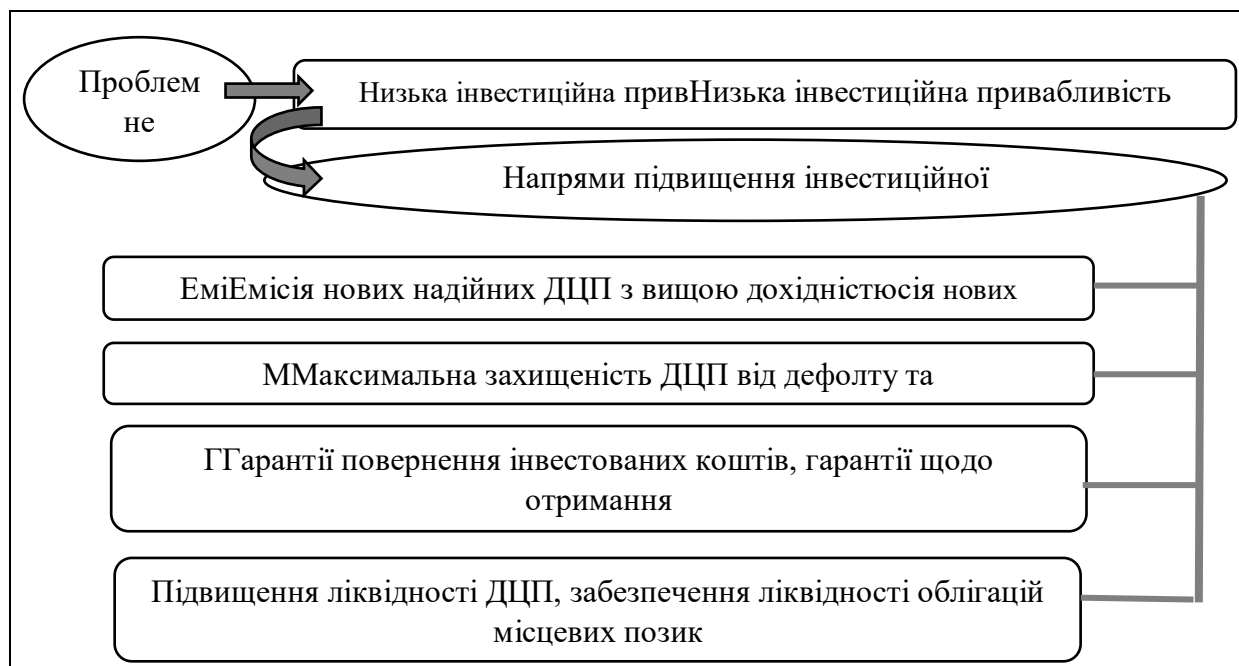 Проблем
не
Низька інвестиційна привНизька інвестиційна привабливість
Напрями підвищення інвестиційної
ЕміЕмісія нових надійних ДЦП з вищою дохідністюсія нових
ММаксимальна захищеність ДЦП від дефолту та
ГГарантії повернення інвестованих коштів, гарантії щодо
отримання
Підвищення ліквідності ДЦП, забезпечення ліквідності облігацій
місцевих позик